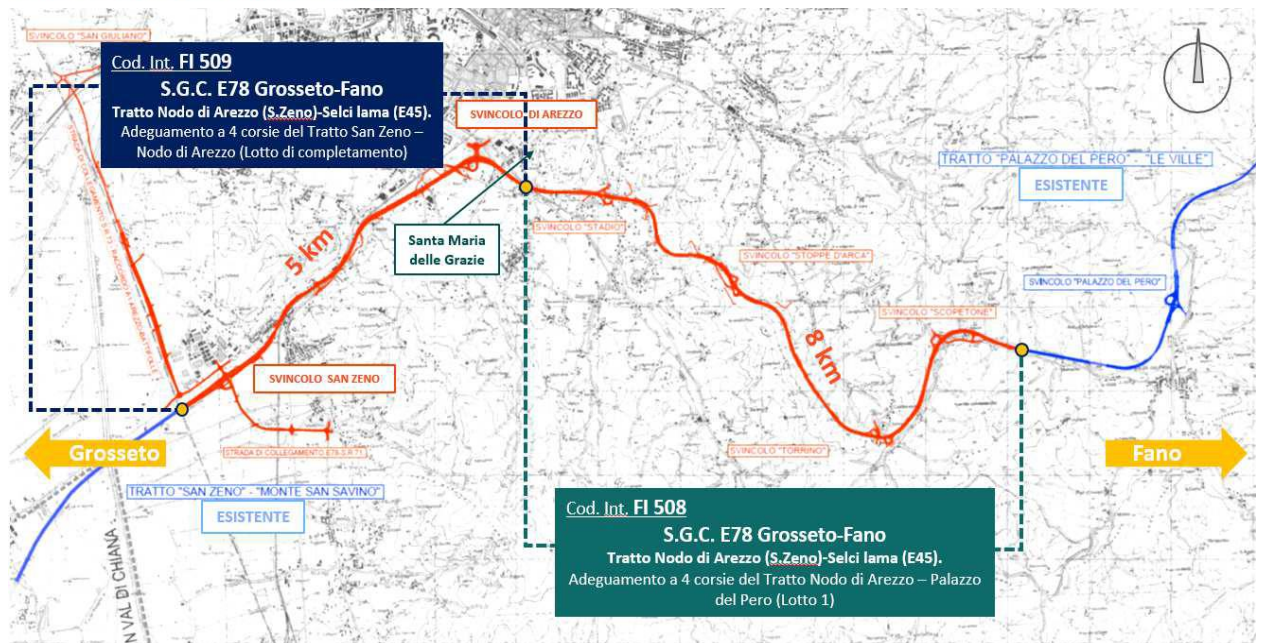 SVINCOLO "SAN GIULIANO"
Cod. Int. FI 509
S.G.C. E78 Grosseto-Fano
Tratto Nodo di Arezzo (S.Zeno)-Selci lama (E45).
Adeguamento a 4 corsie del Tratto San Zeno –
Nodo di Arezzo (Lotto di completamento)
SVINCOLO DI AREZZO
TRATTO "PALAZZO DEL PERO" - "LE VILLE"
ESISTENTE
Santa Maria
delle Grazie
SVINCOLO "STADIO"
5 km
SVINCOLO "STOPPE D'ARCA"
SVINCOLO "PALAZZO DEL PERO"
SVINCOLO "SCOPETONE"
8 km
SVINCOLO SAN ZENO
Grosseto
STRADA DI COLLEGAMENTO E78-S.R.71
SVINCOLO "TORRINO"
Fano
TRATTO "SAN ZENO" - "MONTE SAN SAVINO"
ESISTENTE
Cod. Int. FI 508
S.G.C. E78 Grosseto-Fano
Tratto Nodo di Arezzo (S.Zeno)-Selci lama (E45).
Adeguamento a 4 corsie del Tratto Nodo di Arezzo – Palazzo
del Pero (Lotto 1)
N VAL DI CHIANA